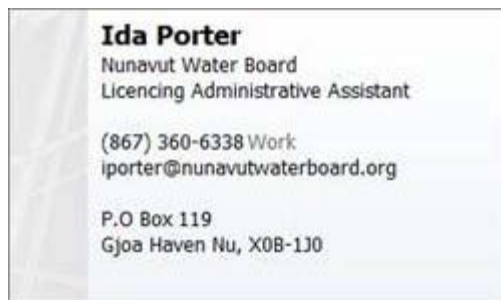 Ida Porter
Nunavut Water Board
Licencing Administrative Assistant
(867) 360-6338 Work
iporter@nunavutwaterboard.org
P.O Box 119
Gjoa Haven Nu, X0B-1J0